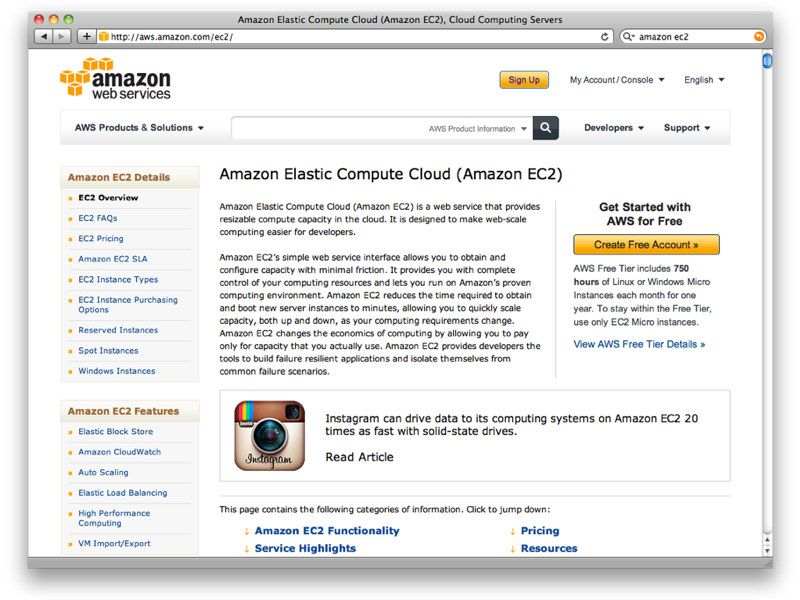 Amazon Elastic Compute Cloud (Amazon EC2), Cloud Computing Servers
http://aws.amazon.com/ec2/
amazon ec2
amazon
web services
Sign Up
My Account / Console
English
AWS Products & Solutions
AWS Product Information
Developers
Support
Amazon EC2 Details
EC2 Overview
EC2 FAQs
EC2 Pricing
Amazon EC2 SLA
EC2 Instance Types
EC2 Instance Purchasing
Options
Reserved Instances
Spot Instances
Windows Instances
Amazon EC2 Features
Elastic Block Store
Amazon CloudWatch
Auto Scaling
Elastic Load Balancing
High Performance
Computing
VM Import/Export
Amazon Elastic Compute Cloud (Amazon EC2)
Amazon Elastic Compute Cloud (Amazon EC2) is a web service that provides
resizable compute capacity in the cloud. It is designed to make web-scale
computing easier for developers.
Amazon EC2's simple web service interface allows you to obtain and
configure capacity with minimal friction. It provides you with complete
control of your computing resources and lets you run on Amazon's proven
computing environment. Amazon EC2 reduces the time required to obtain
and boot new server instances to minutes, allowing you to quickly scale
capacity, both up and down, as your computing requirements change.
Amazon EC2 changes the economics of computing by allowing you to pay
only for capacity that you actually use. Amazon EC2 provides developers the
tools to build failure resilient applications and isolate themselves from
common failure scenarios.
Get Started with
AWS for Free
Create Free Account »
AWS Free Tier includes 750
hours of Linux or Windows Micro
Instances each month for one
year. To stay within the Free Tier,
use only EC2 Micro instances.
View AWS Free Tier Details »
Insta
Instagram
Instagram can drive data to its computing systems on Amazon EC2 20
times as fast with solid-state drives.
Read Article
This page contains the following categories of information. Click to jump down:
↓ Amazon EC2 Functionality
↓ Service Highlights
↓ Pricing
↓ Resources